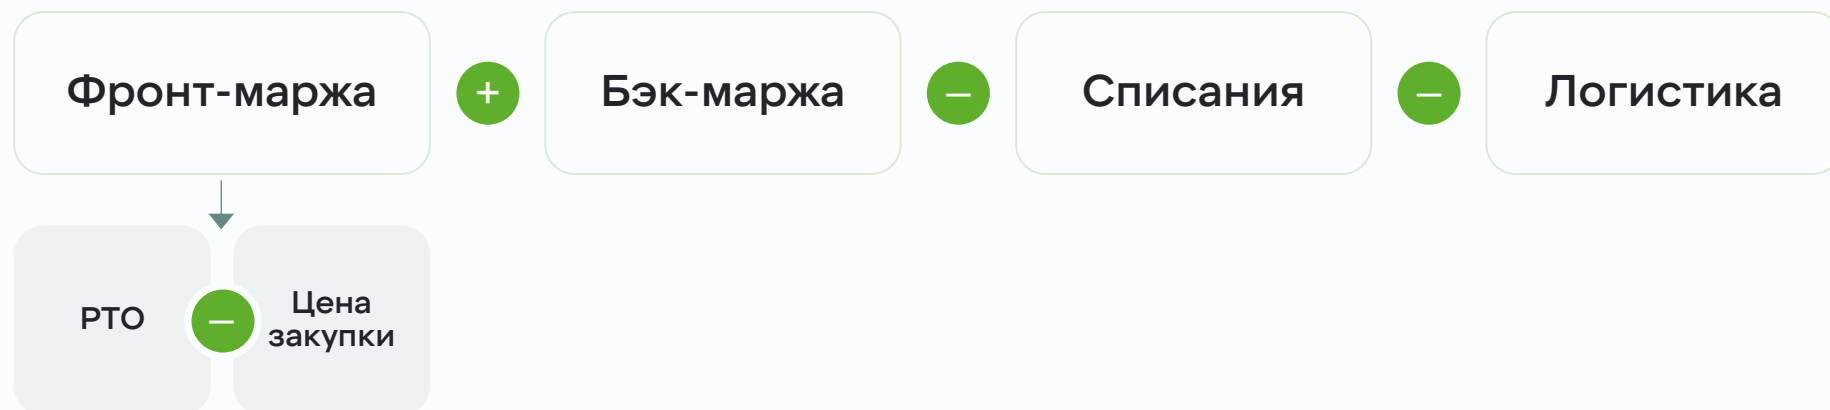 Фронт-маржа + Бэк-маржа – Списания – Логистика
РТО – Цена
закупки